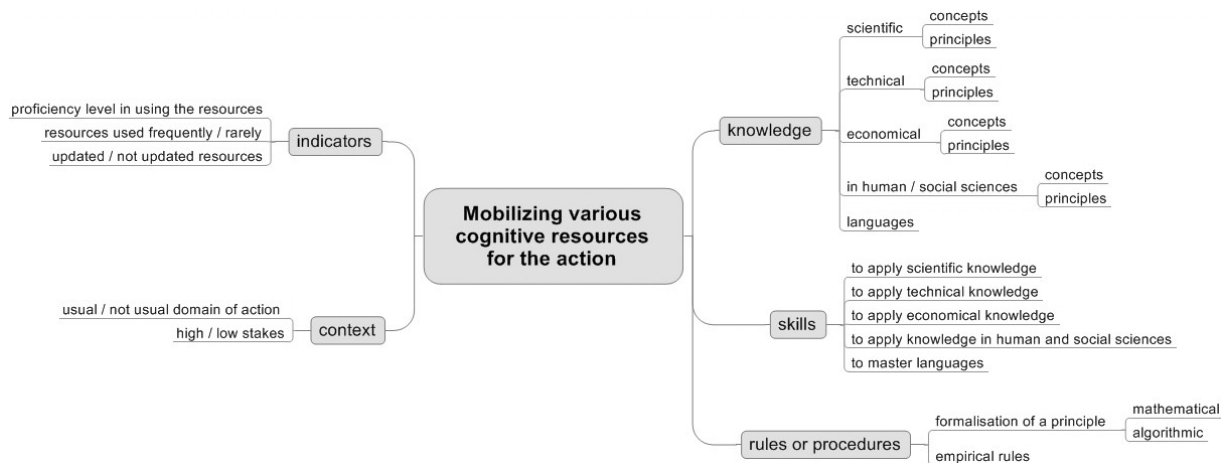 Mobilizing various
cognitive resources
for the action
indicators
proficiency level in using the resources
resources used frequently / rarely
updated / not updated resources
context
usual / not usual domain of action
high / low stakes
knowledge
scientific
concepts
principles
technical
concepts
principles
economical
concepts
principles
in human / social sciences
concepts
principles
languages
skills
to apply scientific knowledge
to apply technical knowledge
to apply economical knowledge
to apply knowledge in human and social sciences
to master languages
rules or procedures
formalisation of a principle
mathematical
algorithmic
empirical rules